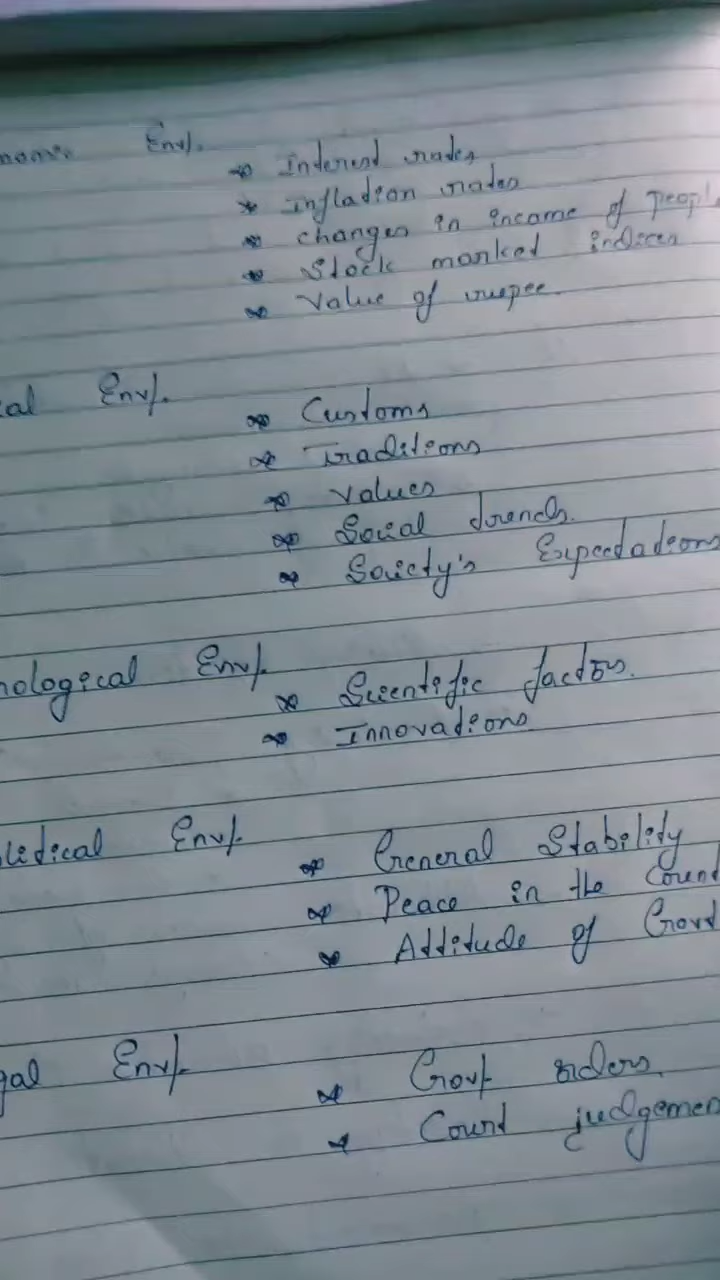 nomic Env/.
* Interest rates
* Inflation rates
* changes in income of peopl
* Stock market indices
* Value of rupee
ial Env/.
* Customs
* Traditions
* Values
* Social trends.
* Society's Expectations
nological Env/.
* Scientific factors.
* Innovations
litical Env/.
* General Stability
* Peace in the Count
* Attitude of Govt
gal Env/.
* Govt orders
* Court judgemen